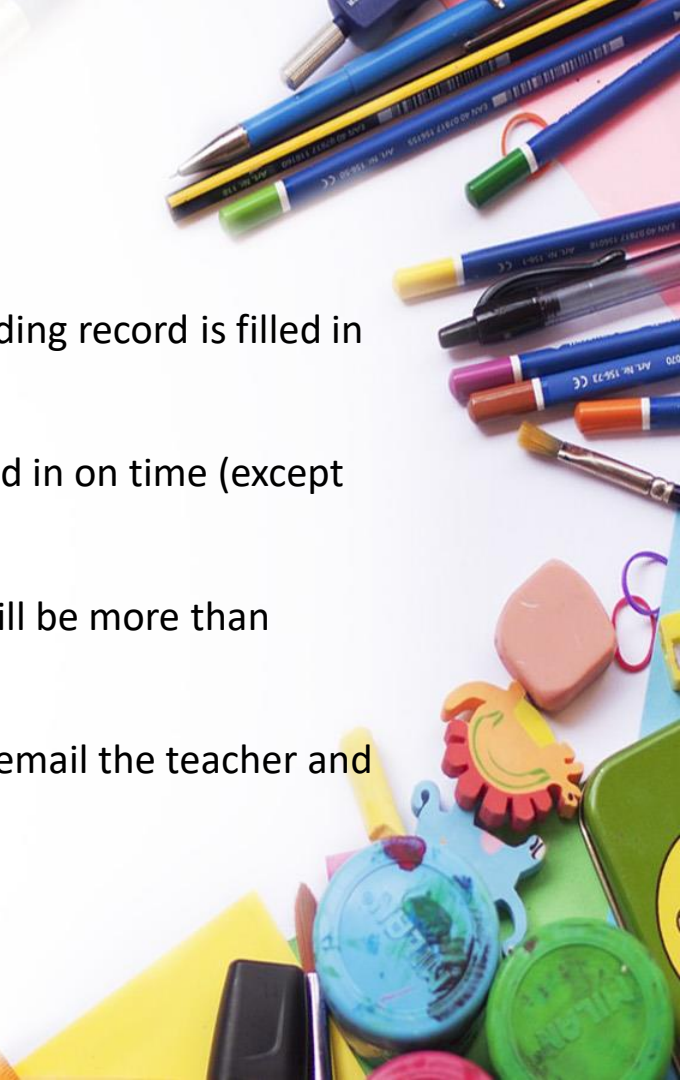 ding record is filled in
d in on time (except
ill be more than
email the teacher and